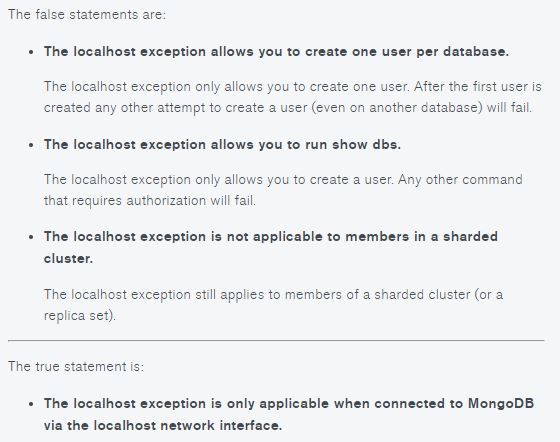 The false statements are:
• The localhost exception allows you to create one user per database.
The localhost exception only allows you to create one user. After the first user is
created any other attempt to create a user (even on another database) will fail.
• The localhost exception allows you to run show dbs.
The localhost exception only allows you to create a user. Any other command
that requires authorization will fail.
• The localhost exception is not applicable to members in a sharded
cluster.
The localhost exception still applies to members of a sharded cluster (or a
replica set).
The true statement is:
• The localhost exception is only applicable when connected to MongoDB
via the localhost network interface.